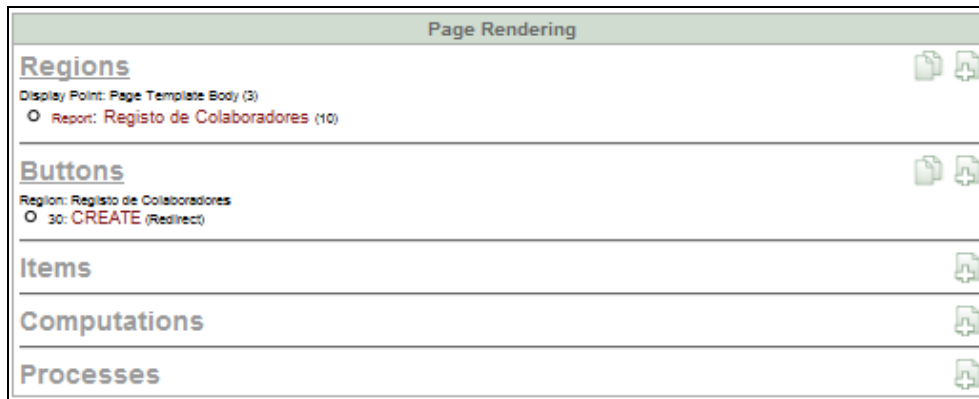 Page Rendering
Regions
Display Point: Page Template Body (3)
Report: Registo de Colaboradores (10)
Buttons
Region: Registo de Colaboradores
30: CREATE (Redirect)
Items
Computations
Processes